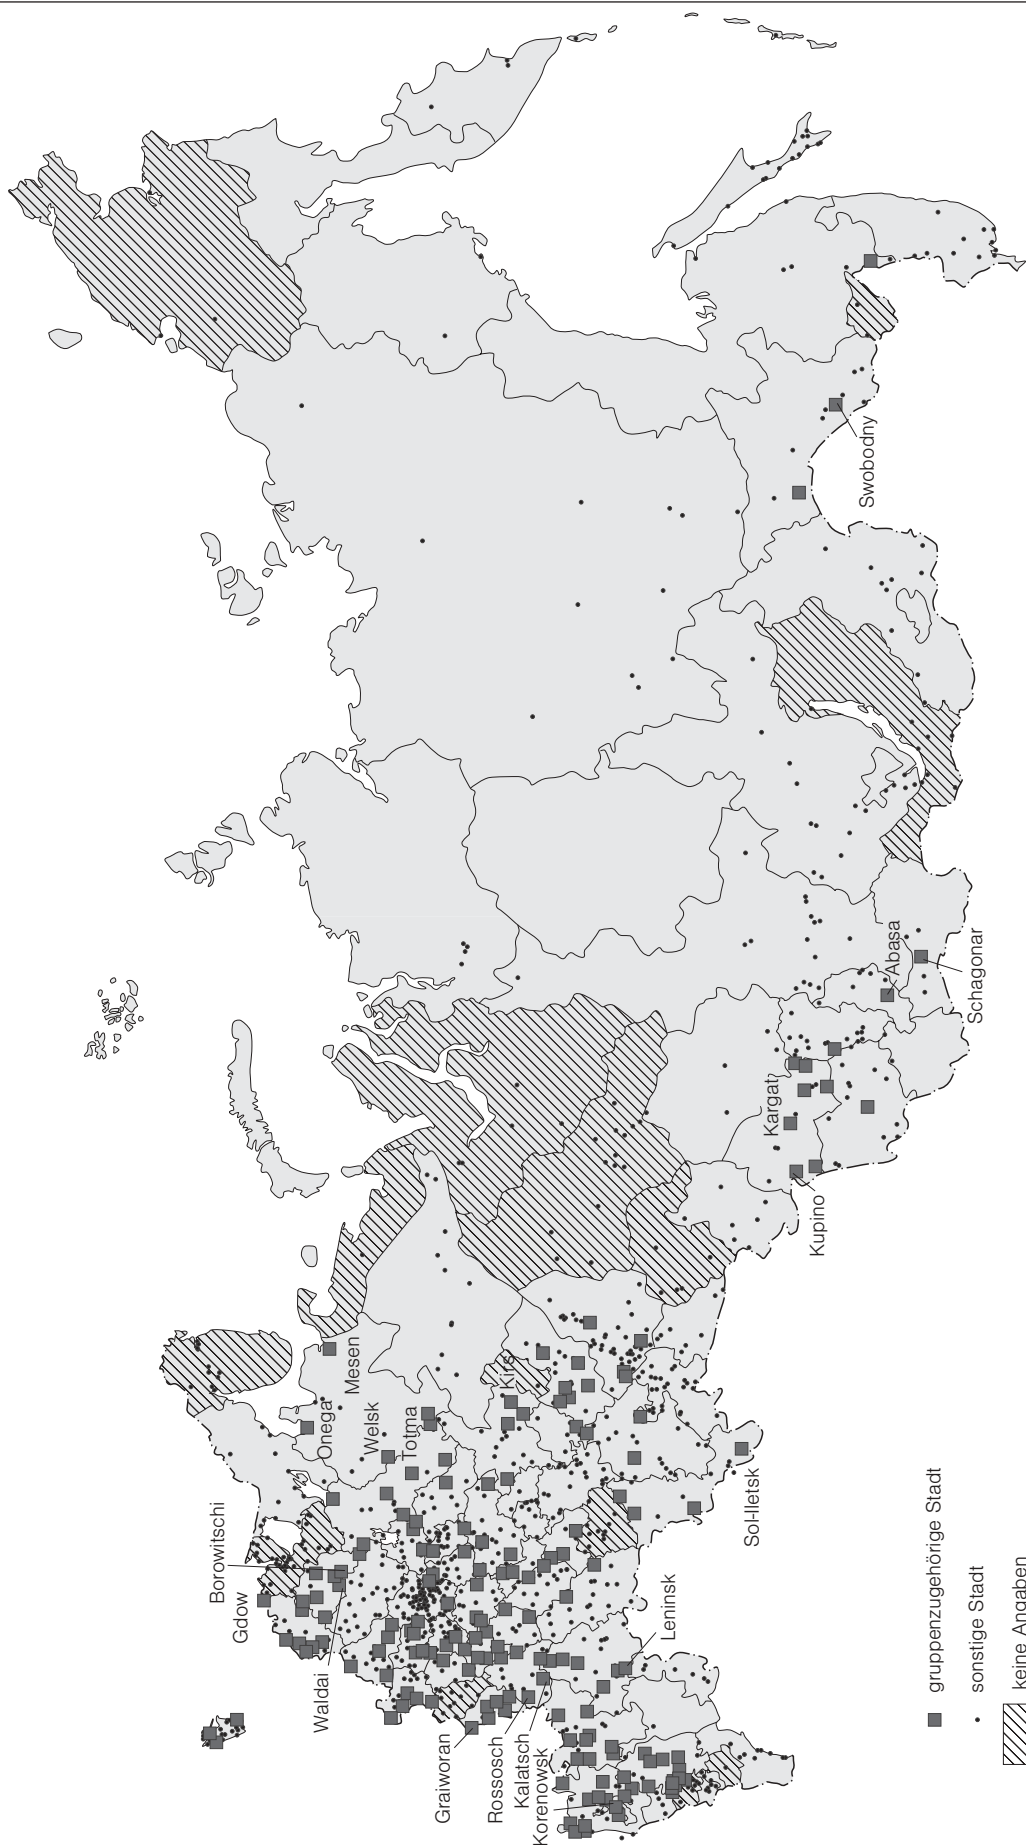 Borowitschi
Gdow
Waldai
Onega
Mesen
Welsk
Totma
Kirs
Graiworan
Rossosch
Kalatsch
Korenowsk
Leninsk
Sol-Iletsk
Kupino
Kargat
Abasa
Schagonar
Swobodny
gruppenzugehörige Stadt
sonstige Stadt
keine Angaben